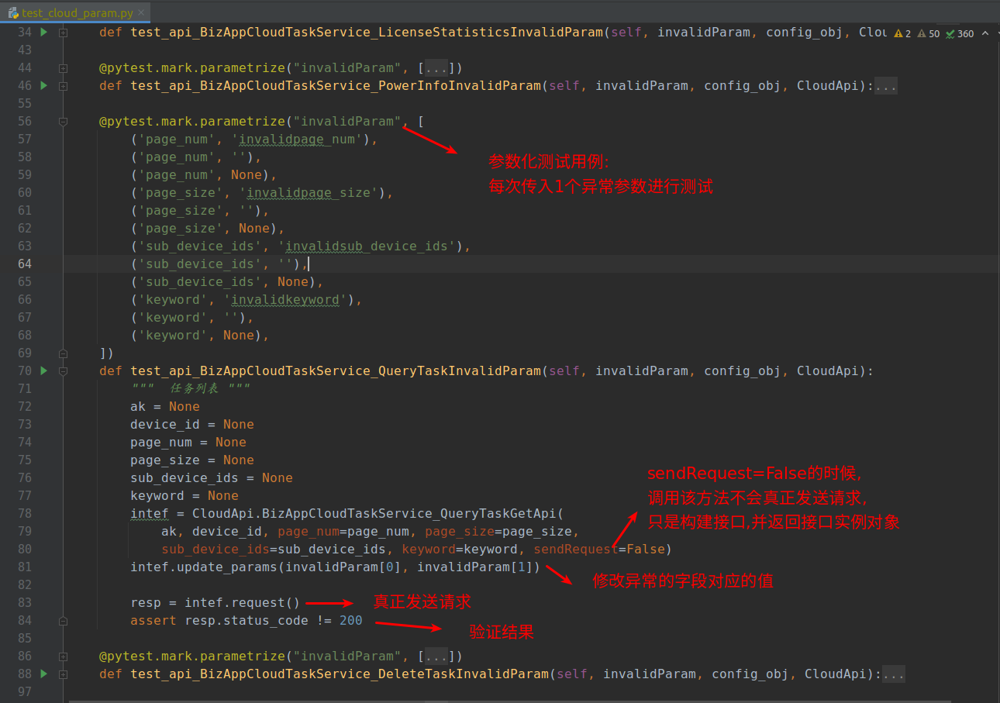 test_cloud_param.py
34 def test_api_BizAppCloudTaskService_LicenseStatisticsInvalidParam(self, invalidParam, config_obj, Clou 2 50 360
43
44 @pytest.mark.parametrize("invalidParam", [...])
46 def test_api_BizAppCloudTaskService_PowerInfoInvalidParam(self, invalidParam, config_obj, CloudApi):...
55
56 @pytest.mark.parametrize("invalidParam", [
57 ('page_num', 'invalidpage_num'),
58 ('page_num', ''),
参数化测试用例:
59 ('page_num', None),
每次传入1个异常参数进行测试
60 ('page_size', 'invalidpage_size'),
61 ('page_size', ''),
62 ('page_size', None),
63 ('sub_device_ids', 'invalidsub_device_ids'),
64 ('sub_device_ids', ''),
65 ('sub_device_ids', None),
66 ('keyword', 'invalidkeyword'),
67 ('keyword', ''),
68 ('keyword', None),
69 ])
70 def test_api_BizAppCloudTaskService_QueryTaskInvalidParam(self, invalidParam, config_obj, CloudApi):
71 """ 任务列表 """
72 ak = None
73 device_id = None
74 page_num = None
75 page_size = None
76 sub_device_ids = None
sendRequest=False的时候,
77 keyword = None
调用该方法不会真正发送请求,
78 intef = CloudApi.BizAppCloudTaskService_QueryTaskGetApi(
只是构建接口,并返回接口实例对象
79 ak, device_id, page_num=page_num, page_size=page_size,
80 sub_device_ids=sub_device_ids, keyword=keyword, sendRequest=False)
81 intef.update_params(invalidParam[0], invalidParam[1])
修改异常的字段对应的值
82
83 resp = intef.request()
真正发送请求
84 assert resp.status_code != 200
验证结果
85
86 @pytest.mark.parametrize("invalidParam", [...])
88 def test_api_BizAppCloudTaskService_DeleteTaskInvalidParam(self, invalidParam, config_obj, CloudApi):...
97